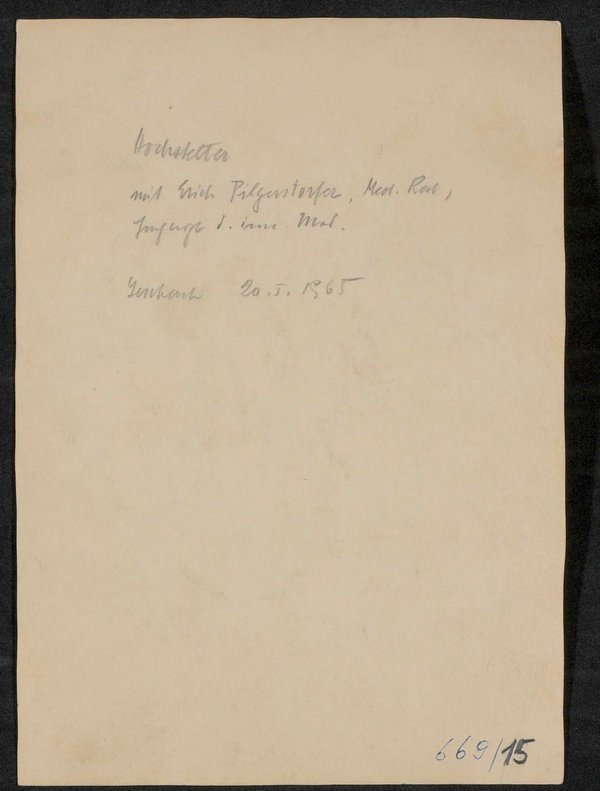 Hochstetter
mit Erich Pilgerstorfer, Med. Rat,
d. inn. Med.
Geschenk 20.5.1965
669/15